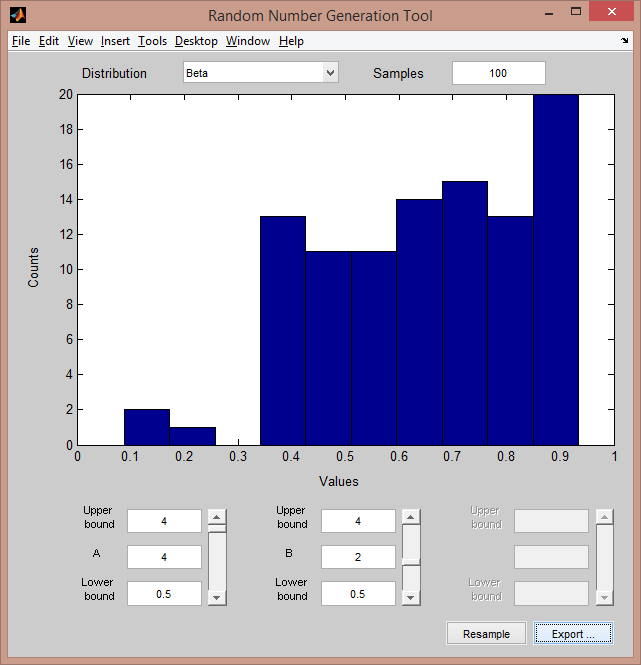 Random Number Generation Tool
File Edit View Insert Tools Desktop Window Help
Distribution Beta Samples 100
20
18
16
14
12
10
8
6
4
2
0
Counts
0 0.1 0.2 0.3 0.4 0.5 0.6 0.7 0.8 0.9 1
Values
Upper bound 4 Upper bound 4 Upper bound
A 4 B 2
Lower bound 0.5 Lower bound 0.5 Lower bound
Resample Export ...